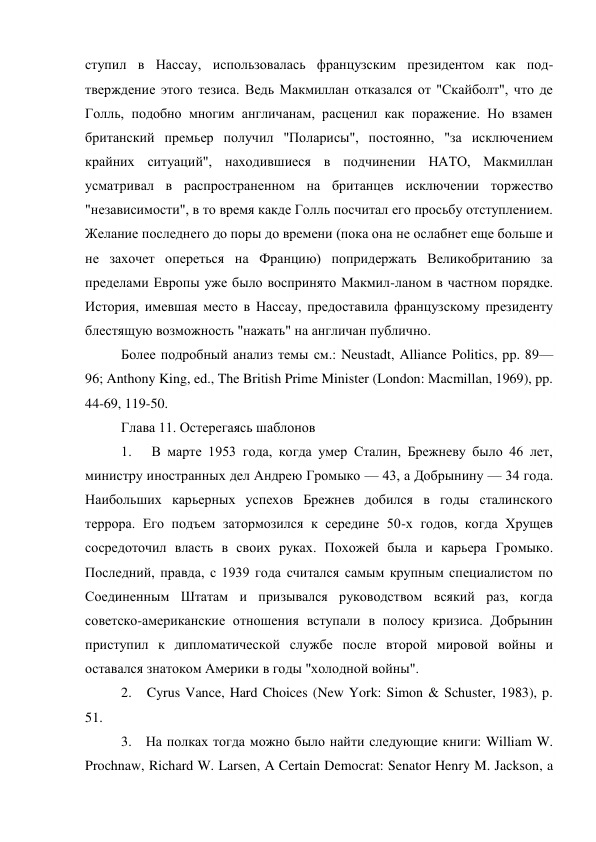 ступил в Нассау, использовалась французским президентом как под-
тверждение этого тезиса. Ведь Макмиллан отказался от "Скайболт", что де
Голль, подобно многим англичанам, расценил как поражение. Но взамен
британский премьер получил "Поларисы", постоянно, "за исключением
крайних ситуаций", находившиеся в подчинении НАТО, Макмиллан
усматривал в распространенном на британцев исключении торжество
"независимости", в то время какде Голль посчитал его просьбу отступлением.
Желание последнего до поры до времени (пока она не ослабнет еще больше и
не захочет опереться на Францию) попридержать Великобританию за
пределами Европы уже было воспринято Макмил-ланом в частном порядке.
История, имевшая место в Нассау, предоставила французскому президенту
блестящую возможность "нажать" на англичан публично.
Более подробный анализ темы см.: Neustadt, Alliance Politics, pp. 89—
96; Anthony King, ed., The British Prime Minister (London: Macmillan, 1969), pp.
44-69, 119-50.
Глава 11. Остерегаясь шаблонов
1. В марте 1953 года, когда умер Сталин, Брежневу было 46 лет,
министру иностранных дел Андрею Громыко — 43, а Добрынину — 34 года.
Наибольших карьерных успехов Брежнев добился в годы сталинского
террора. Его подъем затормозился к середине 50-х годов, когда Хрущев
сосредоточил власть в своих руках. Похожей была и карьера Громыко.
Последний, правда, с 1939 года считался самым крупным специалистом по
Соединенным Штатам и призывался руководством всякий раз, когда
советско-американские отношения вступали в полосу кризиса. Добрынин
приступил к дипломатической службе после второй мировой войны и
оставался знатоком Америки в годы "холодной войны".
2. Cyrus Vance, Hard Choices (New York: Simon & Schuster, 1983), p.
51.
3. На полках тогда можно было найти следующие книги: William W.
Prochnaw, Richard W. Larsen, A Certain Democrat: Senator Henry M. Jackson, a